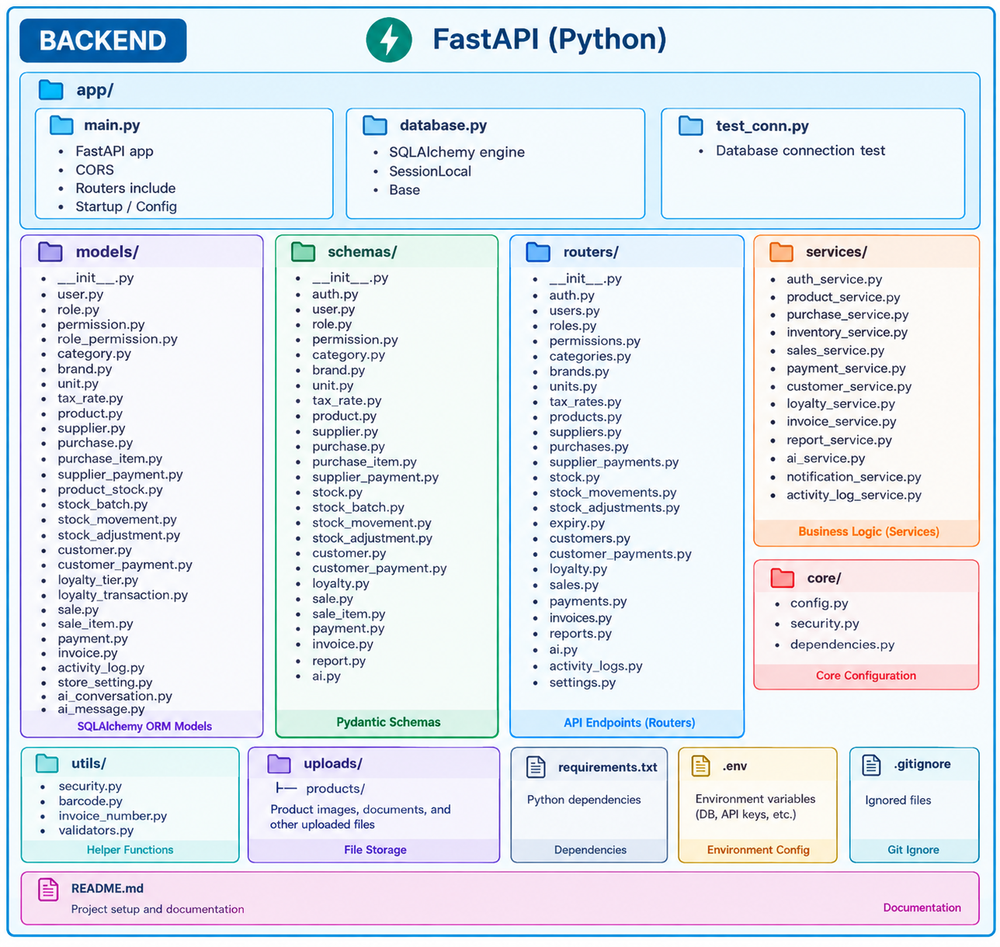 BACKEND
FastAPI (Python)
app/
main.py
• FastAPI app
• CORS
• Routers include
• Startup / Config
database.py
• SQLAlchemy engine
• SessionLocal
• Base
test_conn.py
• Database connection test
models/
• __init__.py
• user.py
• role.py
• permission.py
• role_permission.py
• category.py
• brand.py
• unit.py
• tax_rate.py
• product.py
• supplier.py
• purchase.py
• purchase_item.py
• supplier_payment.py
• product_stock.py
• stock_batch.py
• stock_movement.py
• stock_adjustment.py
• customer.py
• customer_payment.py
• loyalty_tier.py
• loyalty_transaction.py
• sale.py
• sale_item.py
• payment.py
• invoice.py
• activity_log.py
• store_setting.py
• ai_conversation.py
• ai_message.py
SQLAlchemy ORM Models
schemas/
• __init__.py
• auth.py
• user.py
• role.py
• permission.py
• category.py
• brand.py
• unit.py
• tax_rate.py
• product.py
• supplier.py
• purchase.py
• purchase_item.py
• supplier_payment.py
• stock.py
• stock_batch.py
• stock_movement.py
• stock_adjustment.py
• customer.py
• customer_payment.py
• loyalty.py
• sale.py
• sale_item.py
• payment.py
• invoice.py
• report.py
• ai.py
Pydantic Schemas
routers/
• __init__.py
• auth.py
• users.py
• roles.py
• permissions.py
• categories.py
• brands.py
• units.py
• tax_rates.py
• products.py
• suppliers.py
• purchases.py
• supplier_payments.py
• stock.py
• stock_movements.py
• stock_adjustments.py
• expiry.py
• customers.py
• customer_payments.py
• loyalty.py
• sales.py
• payments.py
• invoices.py
• reports.py
• ai.py
• activity_logs.py
• settings.py
API Endpoints (Routers)
services/
• auth_service.py
• product_service.py
• purchase_service.py
• inventory_service.py
• sales_service.py
• payment_service.py
• customer_service.py
• loyalty_service.py
• invoice_service.py
• report_service.py
• ai_service.py
• notification_service.py
• activity_log_service.py
Business Logic (Services)
core/
• config.py
• security.py
• dependencies.py
Core Configuration
utils/
• security.py
• barcode.py
• invoice_number.py
• validators.py
Helper Functions
uploads/
├─ products/
Product images, documents, and
other uploaded files
File Storage
requirements.txt
Python dependencies
Dependencies
.env
Environment variables
(DB, API keys, etc.)
Environment Config
.gitignore
Ignored files
Git Ignore
README.md
Project setup and documentation
Documentation